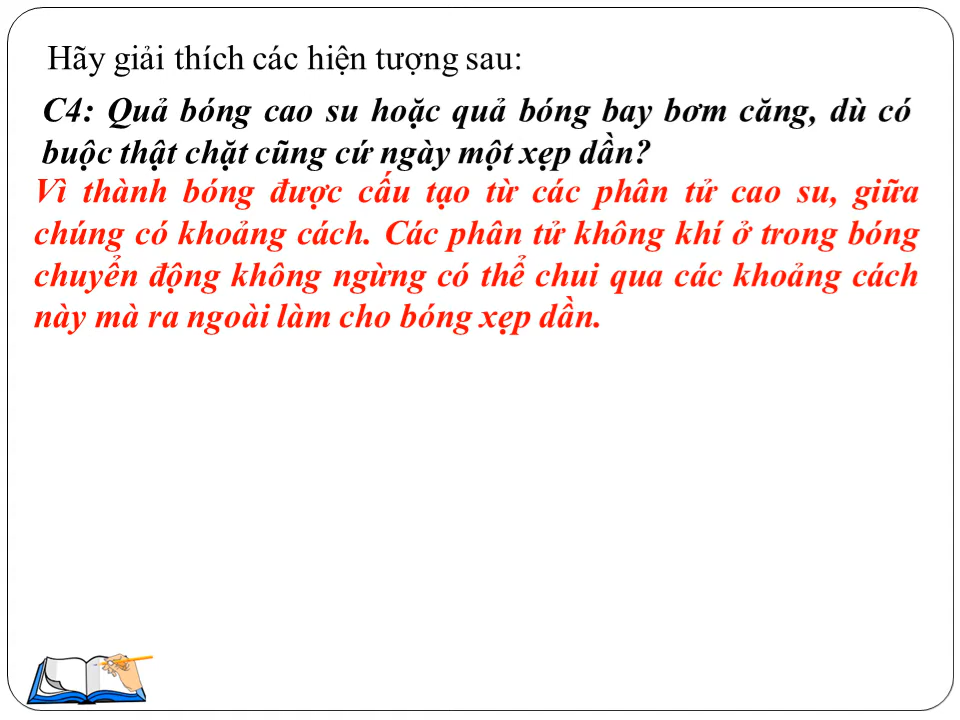 Hãy giải thích các hiện tượng sau:
C4: Quả bóng cao su hoặc quả bóng bay bơm căng, dù có
buộc thật chặt cũng cứ ngày một xẹp dần?
Vì thành bóng được cấu tạo từ các phân tử cao su, giữa
chúng có khoảng cách. Các phân tử không khí ở trong bóng
chuyển động không ngừng có thể chui qua các khoảng cách
này mà ra ngoài làm cho bóng xẹp dần.